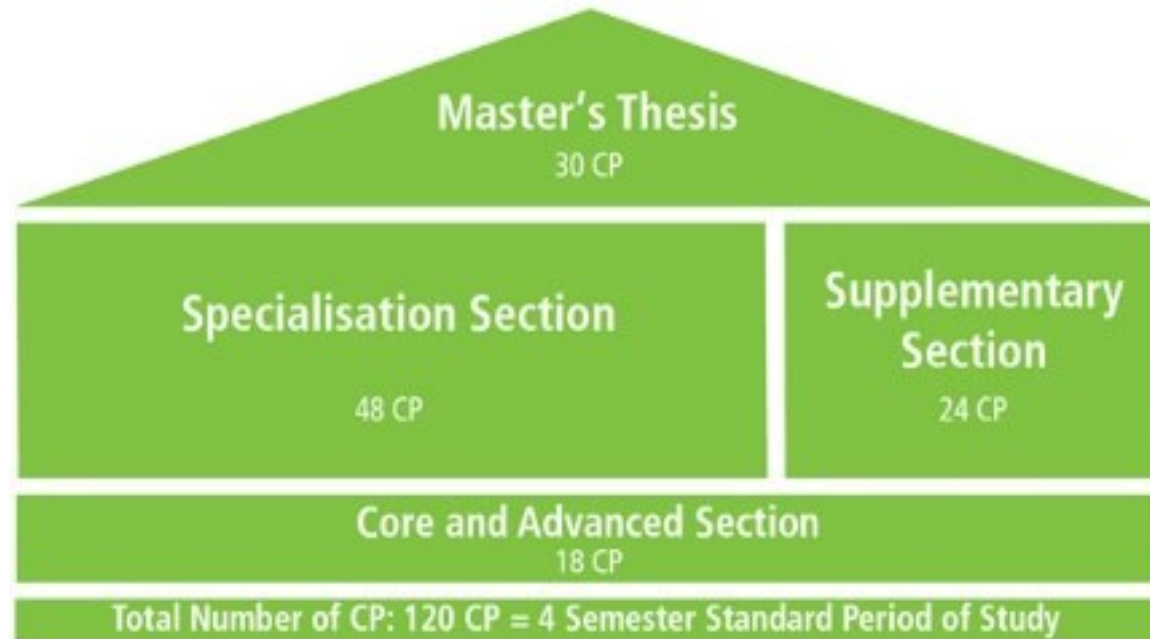 Master's Thesis
30 CP
Specialisation Section
48 CP
Supplementary
Section
24 CP
Core and Advanced Section
18 CP
Total Number of CP: 120 CP = 4 Semester Standard Period of Study